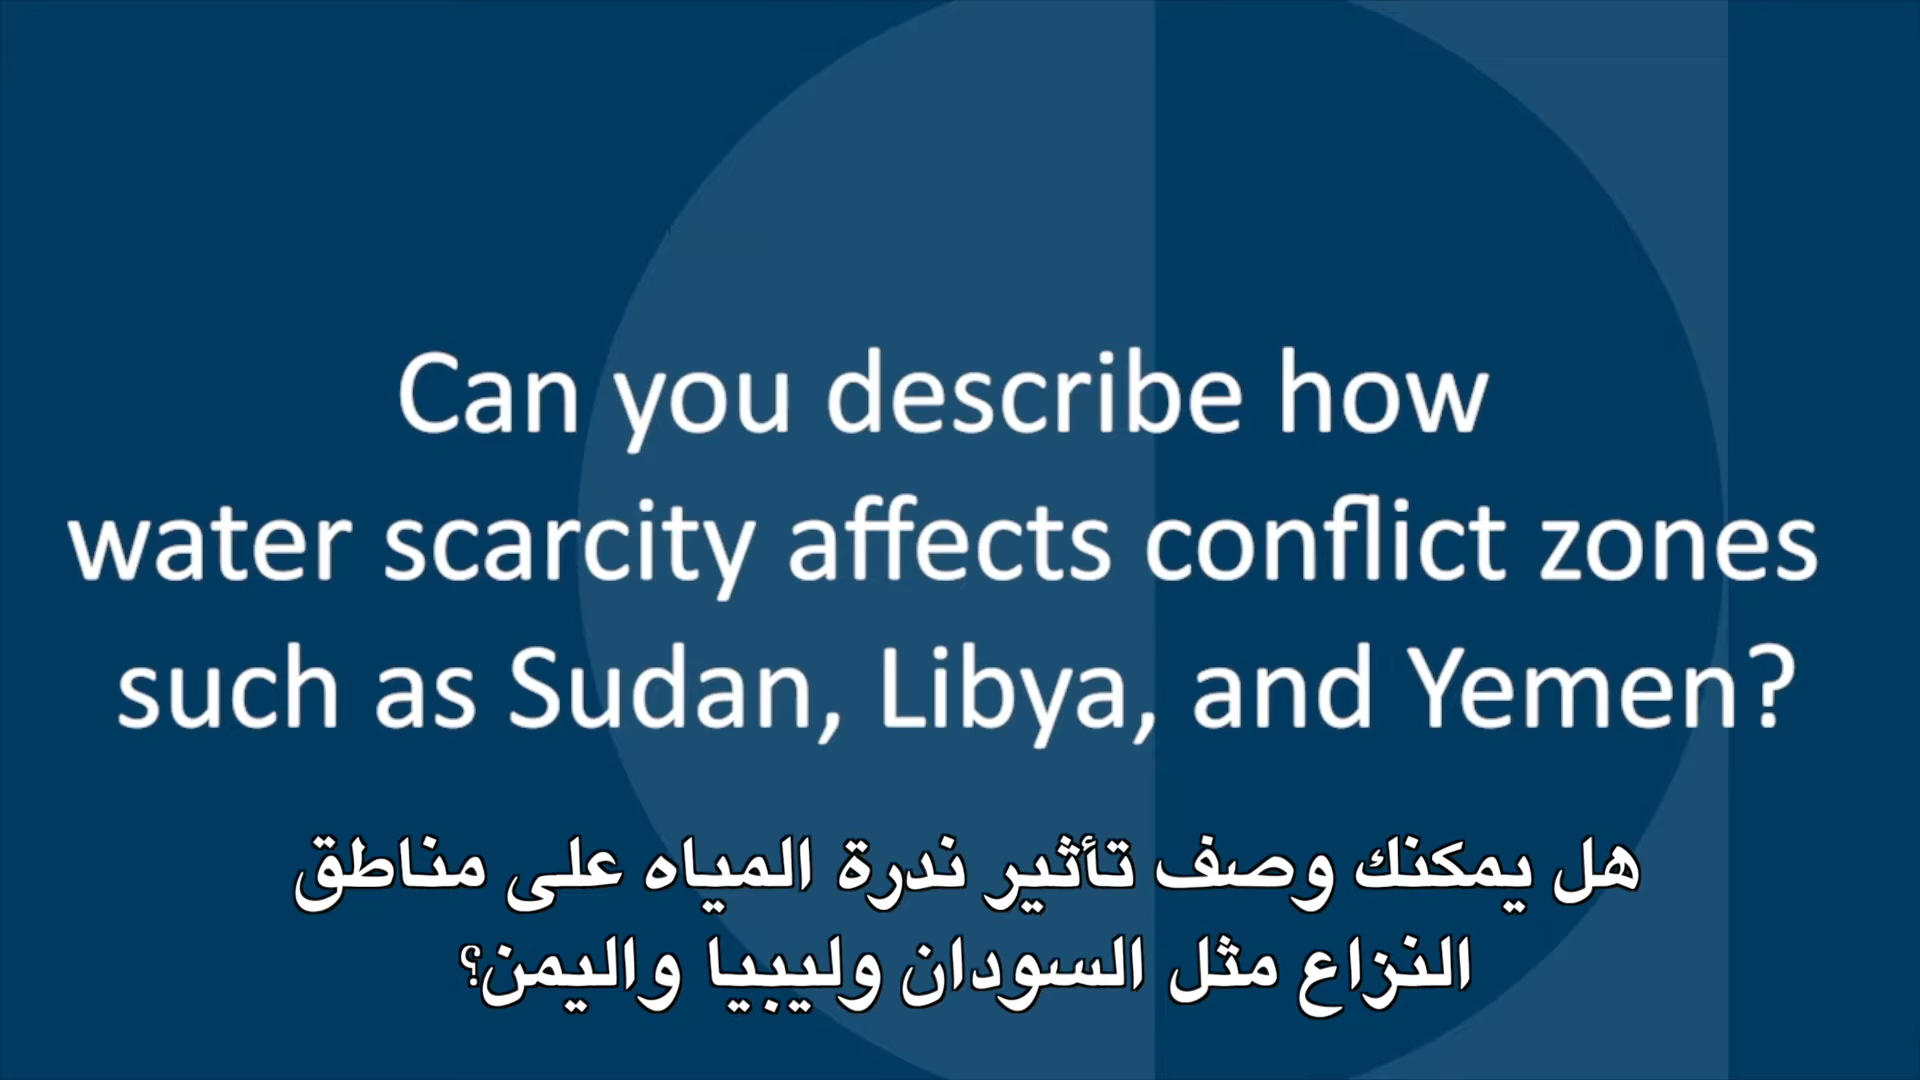 Can you describe how
water scarcity affects conflict zones
such as Sudan, Libya, and Yemen?
هل يمكنك وصف تأثير ندرة المياه على مناطق
النزاع مثل السودان وليبيا واليمن؟